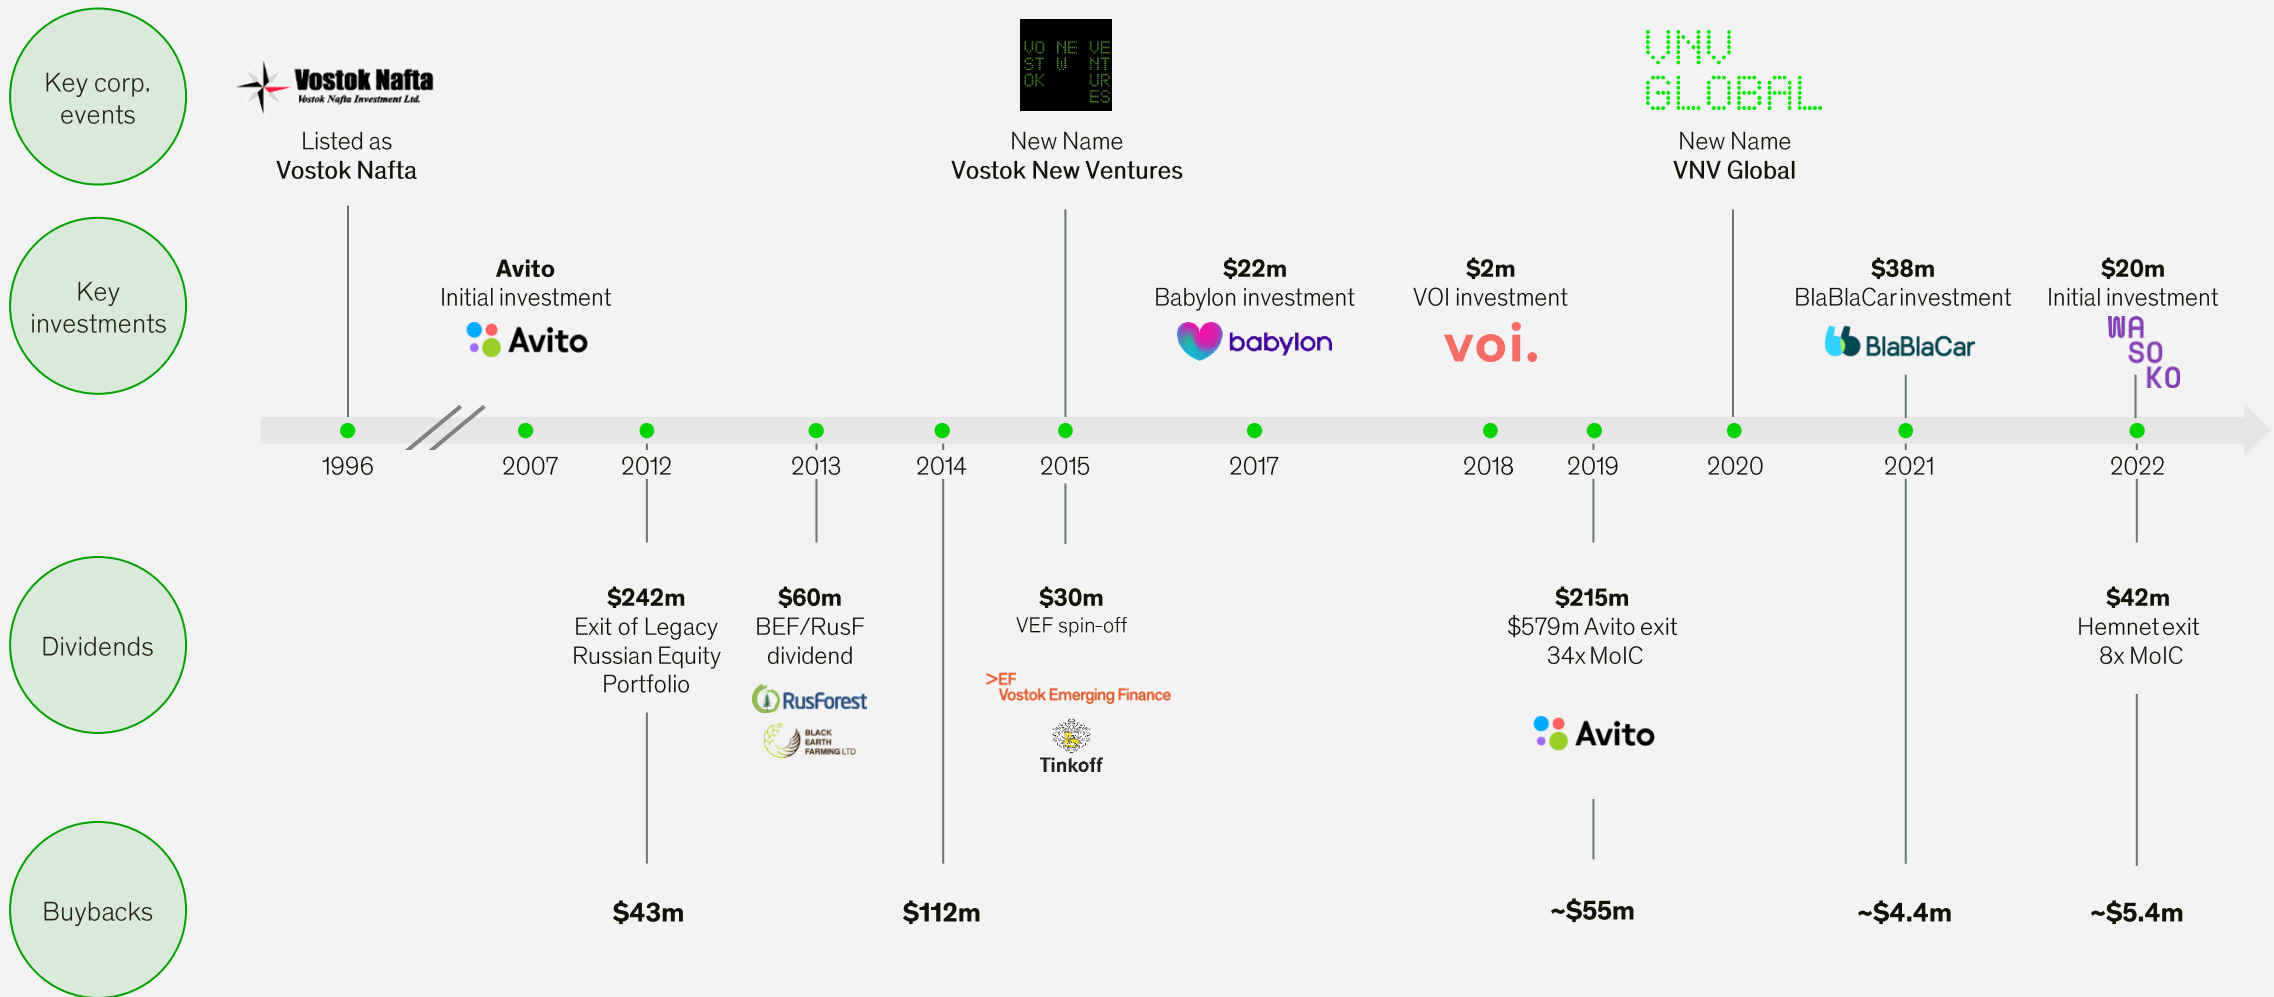 Key corp.
events
Vostok Nafta
Vostok Nafta Investment Ltd.
Listed as
Vostok Nafta
VO NE VE
ST W NT
OK UR
ES
New Name
Vostok New Ventures
VNV
GLOBAL
New Name
VNV Global
Key
investments
Avito
Initial investment
Avito
$22m
Babylon investment
babylon
$2m
VOI investment
voi.
$38m
BlaBlaCar investment
BlaBlaCar
$20m
Initial investment
WA
SO
KO
1996
2007
2012
2013
2014
2015
2017
2018
2019
2020
2021
2022
Dividends
$242m
Exit of Legacy
Russian Equity
Portfolio
$60m
BEF/RusF
dividend
RusForest
BLACK
EARTH
FARMING LTD
$30m
VEF spin-off
>EF
Vostok Emerging Finance
Tinkoff
$215m
$579m Avito exit
34x MoIC
Avito
$42m
Hemnet exit
8x MoIC
Buybacks
$43m
$112m
~$55m
~$4.4m
~$5.4m